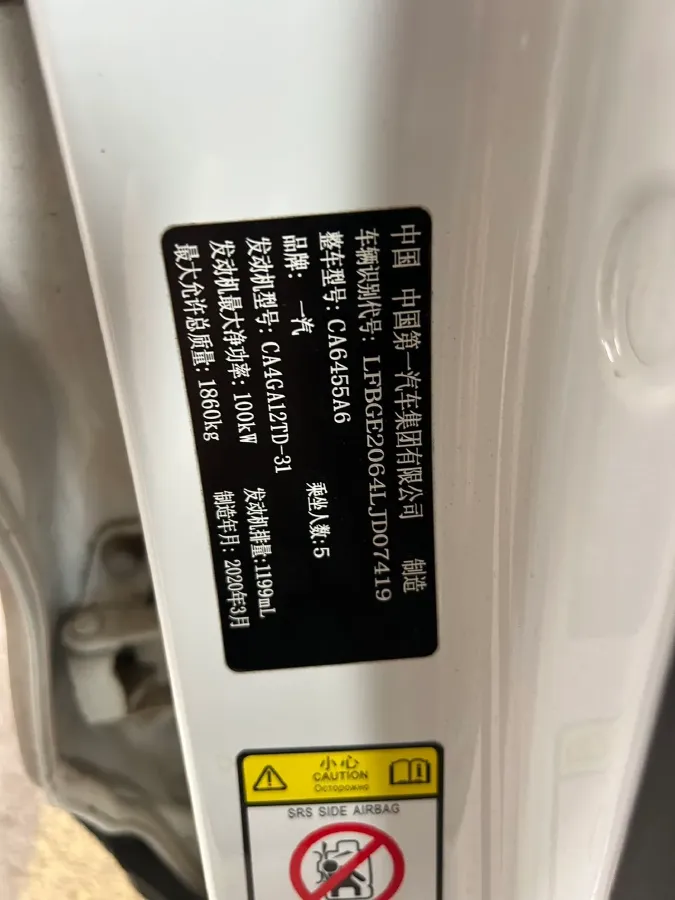 中国 中国第一汽车集团有限公司 制造
车辆识别代号: LFBGE2064LJD07419
整车型号: CA6455A6 乘坐人数:5
品牌: 一汽
发动机型号: CA4GA12TD-31 发动机排量:1199mL
发动机最大净功率: 100kW 制造年月: 2020年3月
最大允许总质量: 1860kg
小心
CAUTION
Осторожно
SRS SIDE AIRBAG